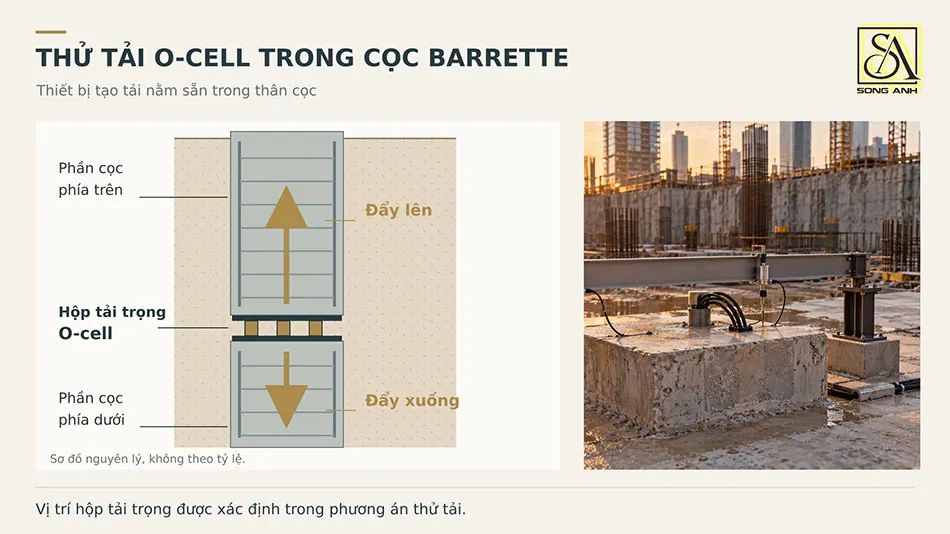 THỬ TẢI O-CELL TRONG CỌC BARRETTE
Thiết bị tạo tải nằm sẵn trong thân cọc
SA
SONG ANH
Phần cọc
phía trên
Đẩy lên
Hộp tải trọng
O-cell
Phần cọc
phía dưới
Đẩy xuống
Sơ đồ nguyên lý, không theo tỷ lệ.
Vị trí hộp tải trọng được xác định trong phương án thử tải.